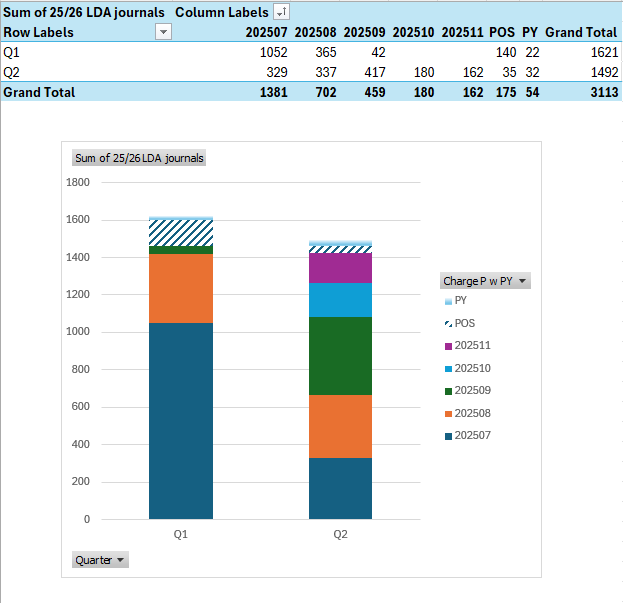 Sum of 25/26 LDA journals Column Labels
Row Labels 202507 202508 202509 202510 202511 POS PY Grand Total
Q1 1052 365 42 140 22 1621
Q2 329 337 417 180 162 35 32 1492
Grand Total 1381 702 459 180 162 175 54 3113
Sum of 25/26 LDA journals
1800
1600
1400
1200
1000
800
600
400
200
0
Q1 Q2
Charge P w PY
PY
POS
202511
202510
202509
202508
202507
Quarter